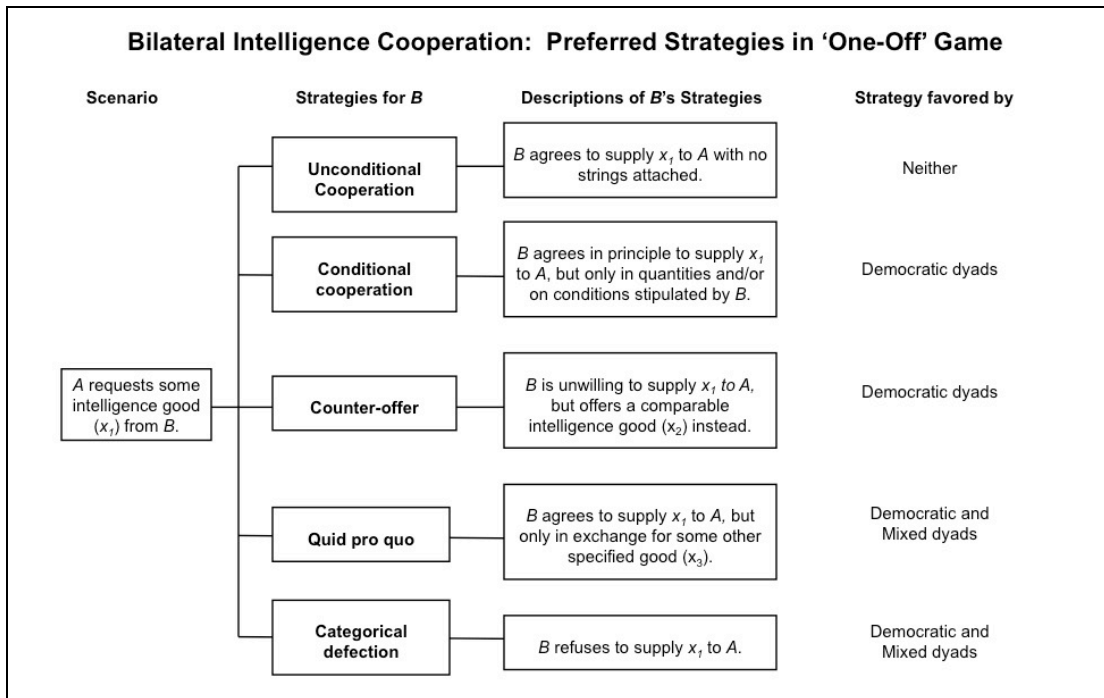 Bilateral Intelligence Cooperation: Preferred Strategies in ‘One-Off’ Game
Scenario
Strategies for B
Descriptions of B’s Strategies
Strategy favored by
A requests some
intelligence good
(x₁) from B.
Unconditional
Cooperation
B agrees to supply x₁ to A with no
strings attached.
Neither
Conditional
cooperation
B agrees in principle to supply x₁
to A, but only in quantities and/or
on conditions stipulated by B.
Democratic dyads
Counter-offer
B is unwilling to supply x₁ to A,
but offers a comparable
intelligence good (x₂) instead.
Democratic dyads
Quid pro quo
B agrees to supply x₁ to A, but
only in exchange for some other
specified good (x₃).
Democratic and
Mixed dyads
Categorical
defection
B refuses to supply x₁ to A.
Democratic and
Mixed dyads